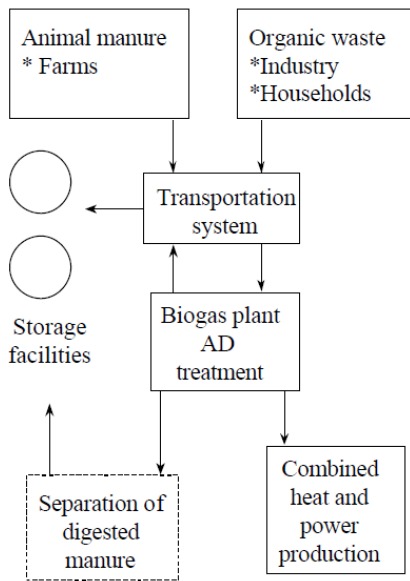 Animal manure
* Farms
Organic waste
*Industry
*Households
Transportation
system
Biogas plant
AD
treatment
Storage
facilities
Separation of
digested
manure
Combined
heat and
power
production